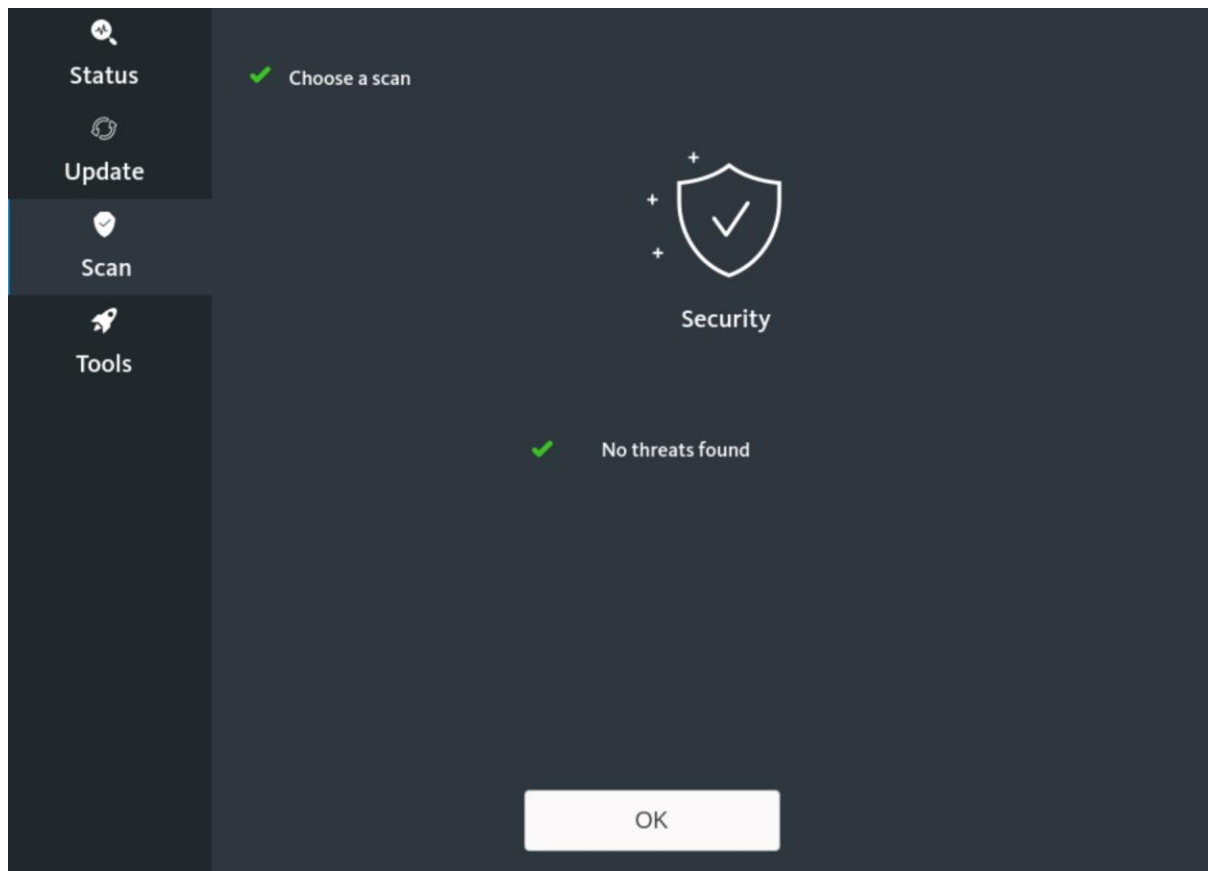 Status
Update
Scan
Tools
Choose a scan
Security
No threats found
OK